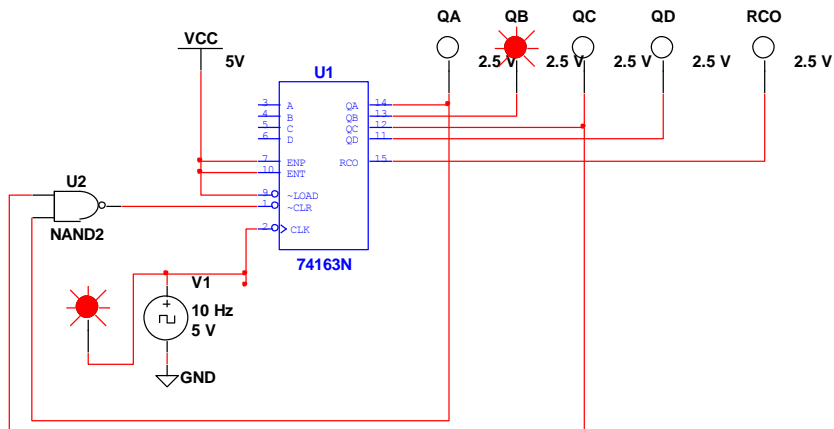 QA QB QC QD RCO
VCC
5V
2.5 V 2.5 V 2.5 V 2.5 V 2.5 V
U1
3 A QA 14
4 B QB 13
5 C QC 12
6 D QD 11
7 ENP RCO 15
10 ENT
9 ~LOAD
1 ~CLR
2 CLK
74163N
U2
NAND2
V1
10 Hz
5 V
GND